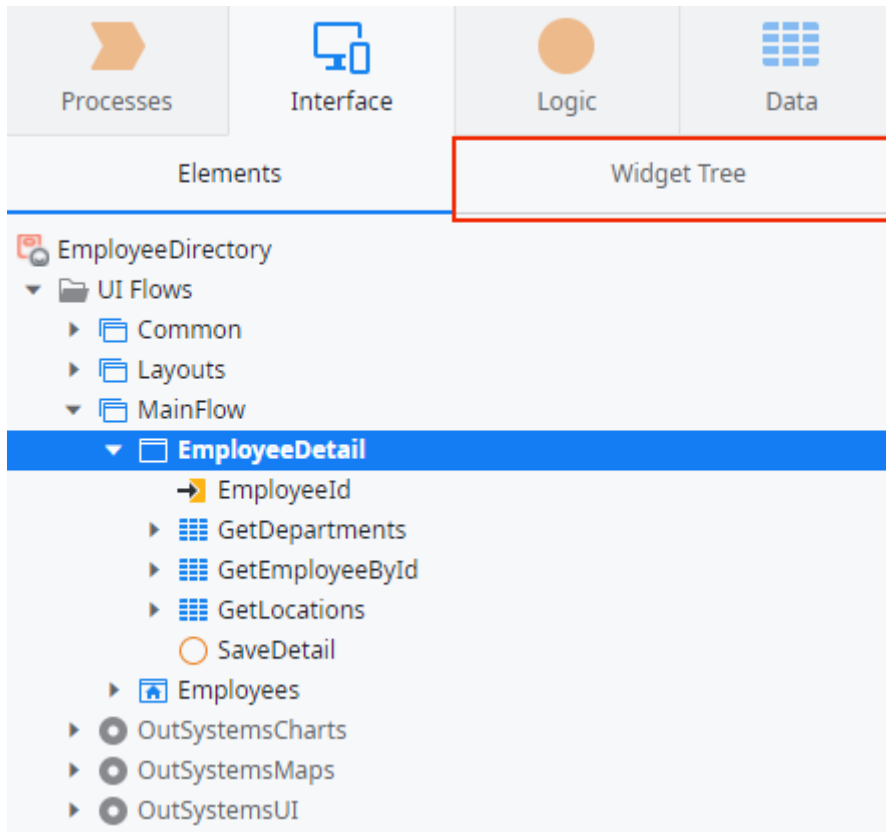 Processes Interface Logic Data
Elements Widget Tree
EmployeeDirectory
UI Flows
Common
Layouts
MainFlow
EmployeeDetail
EmployeeId
GetDepartments
GetEmployeeById
GetLocations
SaveDetail
Employees
OutSystemsCharts
OutSystemsMaps
OutSystemsUI